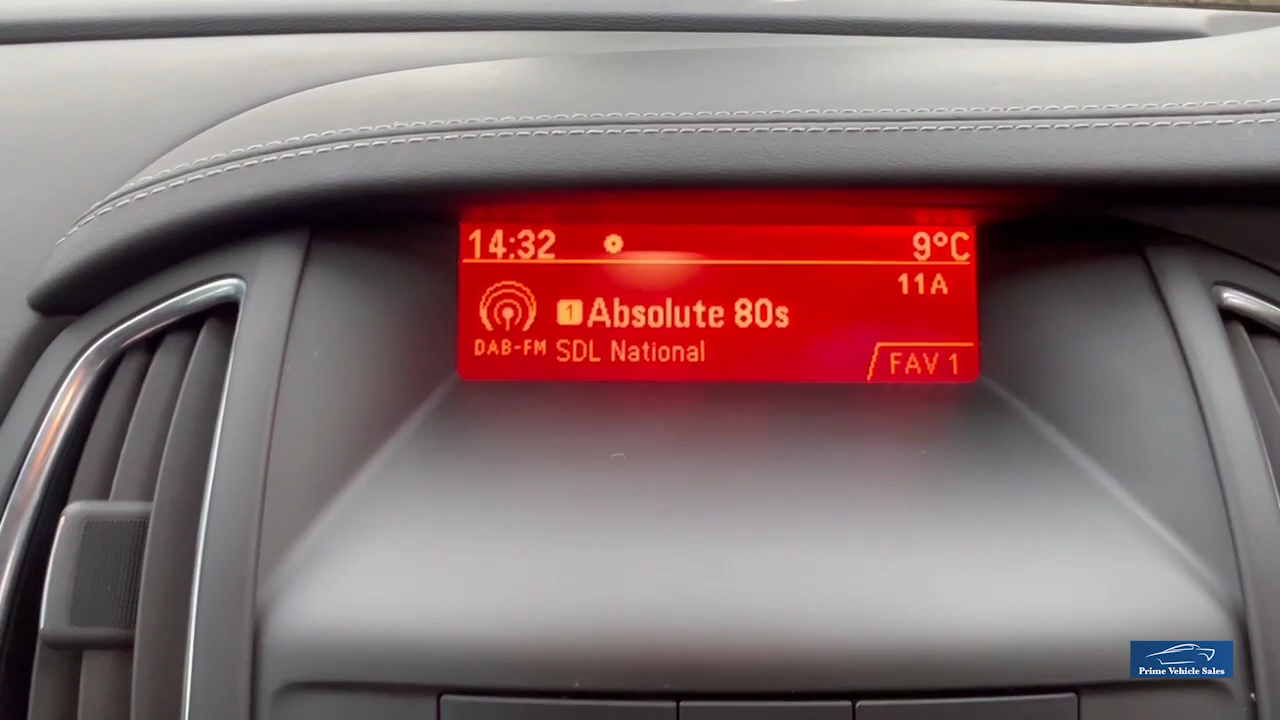 14:32 9°C
11A
1 Absolute 80s
DAB-FM SDL National
FAV 1
Prime Vehicle Sales